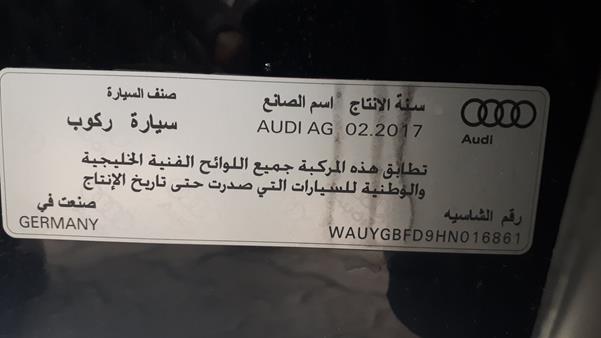 سنة الانتاج اسم الصانع صنف السيارة
AUDI AG 02.2017 سيارة ركوب
Audi
تطابق هذه المركبة جميع اللوائح الفنية الخليجية
والوطنية للسيارات التي صدرت حتى تاريخ الإنتاج
رقم الشاسيه صنعت في
WAUYGBFD9HN016861 GERMANY